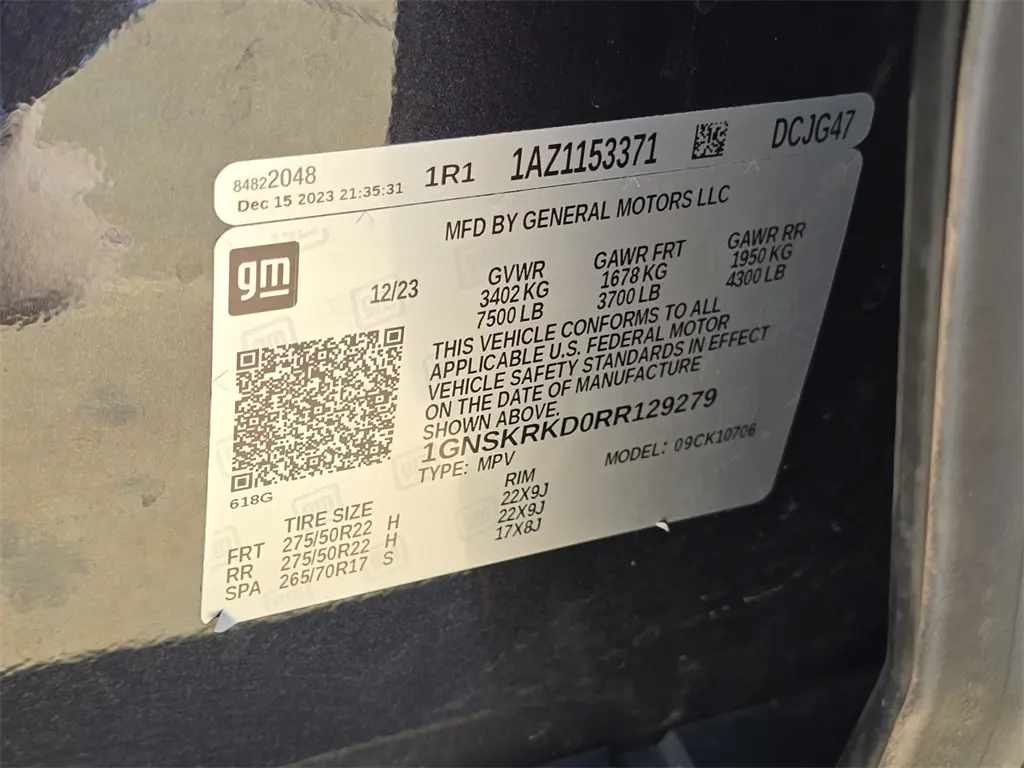 84822048 1R1 1AZ1153371 DCJG47
Dec 15 2023 21:35:31
MFD BY GENERAL MOTORS LLC
gm
12/23
GVWR GAWR FRT GAWR RR
3402 KG 1678 KG 1950 KG
7500 LB 3700 LB 4300 LB
THIS VEHICLE CONFORMS TO ALL
APPLICABLE U.S. FEDERAL MOTOR
VEHICLE SAFETY STANDARDS IN EFFECT
ON THE DATE OF MANUFACTURE
SHOWN ABOVE.
1GNSKRKD0RR129279
TYPE: MPV MODEL: 09CK10706
618G
TIRE SIZE RIM
FRT 275/50R22 H 22X9J
RR 275/50R22 H 22X9J
SPA 265/70R17 S 17X8J